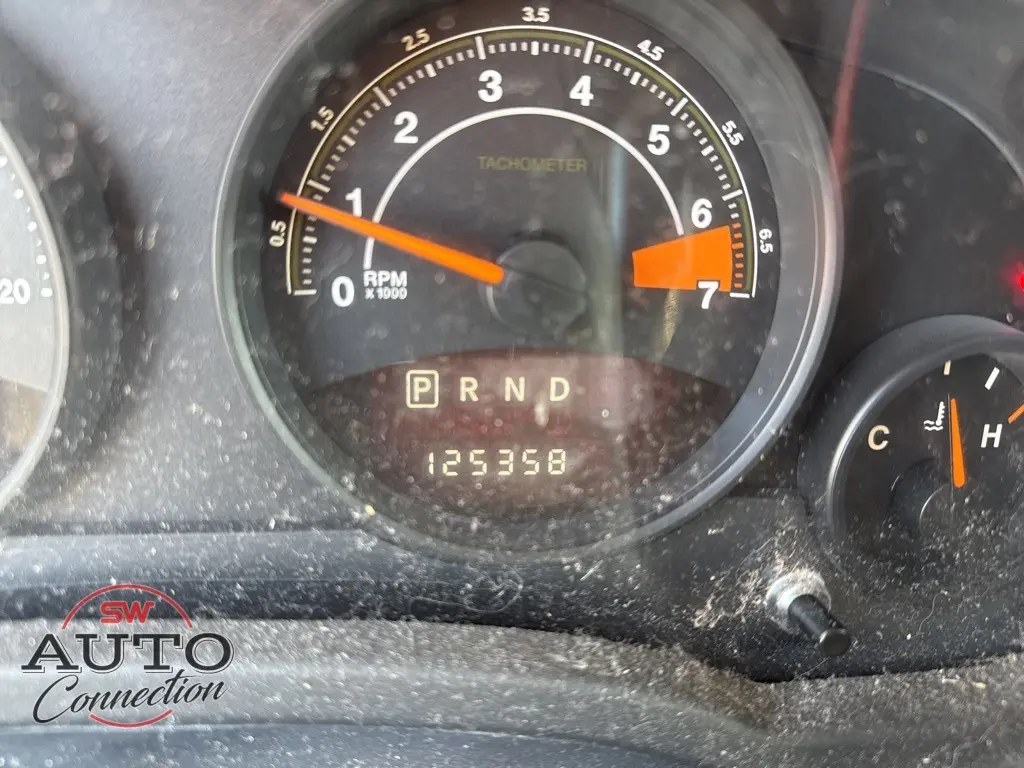 3.5
2.5 4.5
3 4
1.5 5.5
2 5
TACHOMETER
1 6
0.5 6.5
20 0 RPM 7
x 1000
P R N D
C H
125358
SW
AUTO
Connection